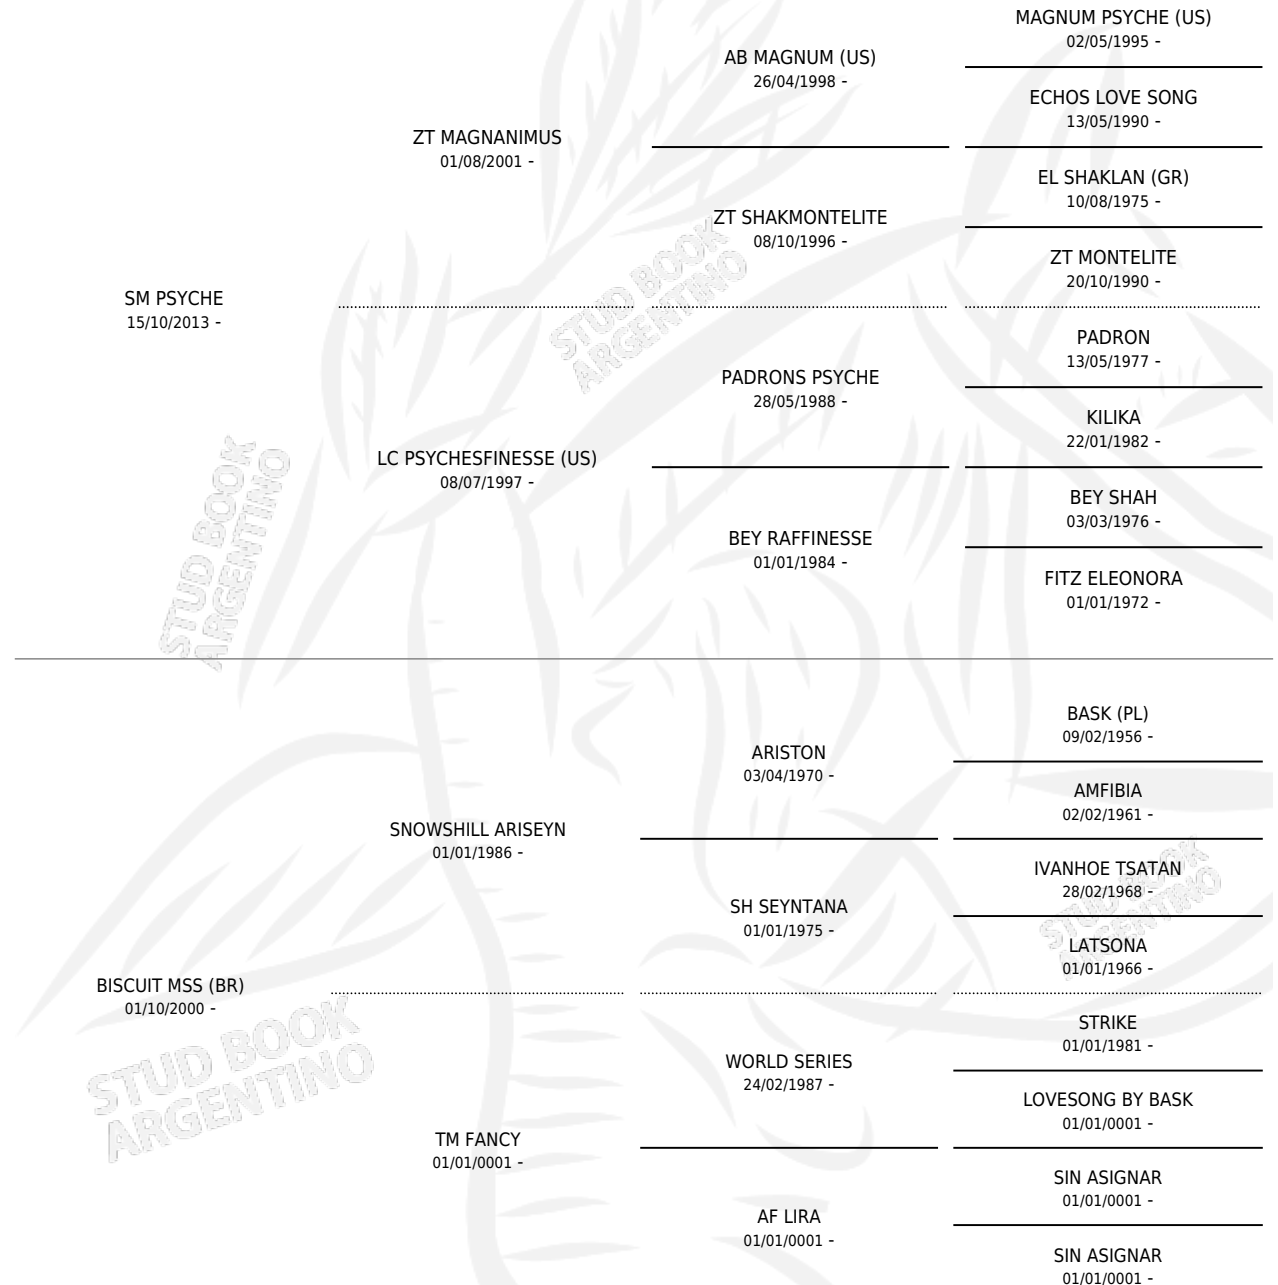 MAGNUM PSYCHE (US)
02/05/1995 -
AB MAGNUM (US)
26/04/1998 -
ECHOS LOVE SONG
13/05/1990 -
ZT MAGNANIMUS
01/08/2001 -
EL SHAKLAN (GR)
10/08/1975 -
ZT SHAKMONTELITE
08/10/1996 -
ZT MONTELITE
20/10/1990 -
SM PSYCHE
15/10/2013 -
STUD BOOK
ARGENTINO
PADRON
13/05/1977 -
PADRONS PSYCHE
28/05/1988 -
KILIKA
22/01/1982 -
LC PSYCHESFINESSE (US)
08/07/1997 -
BEY SHAH
03/03/1976 -
BEY RAFFINESSE
01/01/1984 -
FITZ ELEONORA
01/01/1972 -
STUD BOOK
ARGENTINO
BASK (PL)
09/02/1956 -
ARISTON
03/04/1970 -
AMFIBIA
02/02/1961 -
SNOWSHILL ARISEYN
01/01/1986 -
IVANHOE TSATAN
28/02/1968 -
SH SEYNTANA
01/01/1975 -
LATSONA
01/01/1966 -
STUD BOOK
ARGENTINO
BISCUIT MSS (BR)
01/10/2000 -
STUD BOOK
ARGENTINO
STRIKE
01/01/1981 -
WORLD SERIES
24/02/1987 -
LOVESONG BY BASK
01/01/0001 -
TM FANCY
01/01/0001 -
SIN ASIGNAR
01/01/0001 -
AF LIRA
01/01/0001 -
SIN ASIGNAR
01/01/0001 -